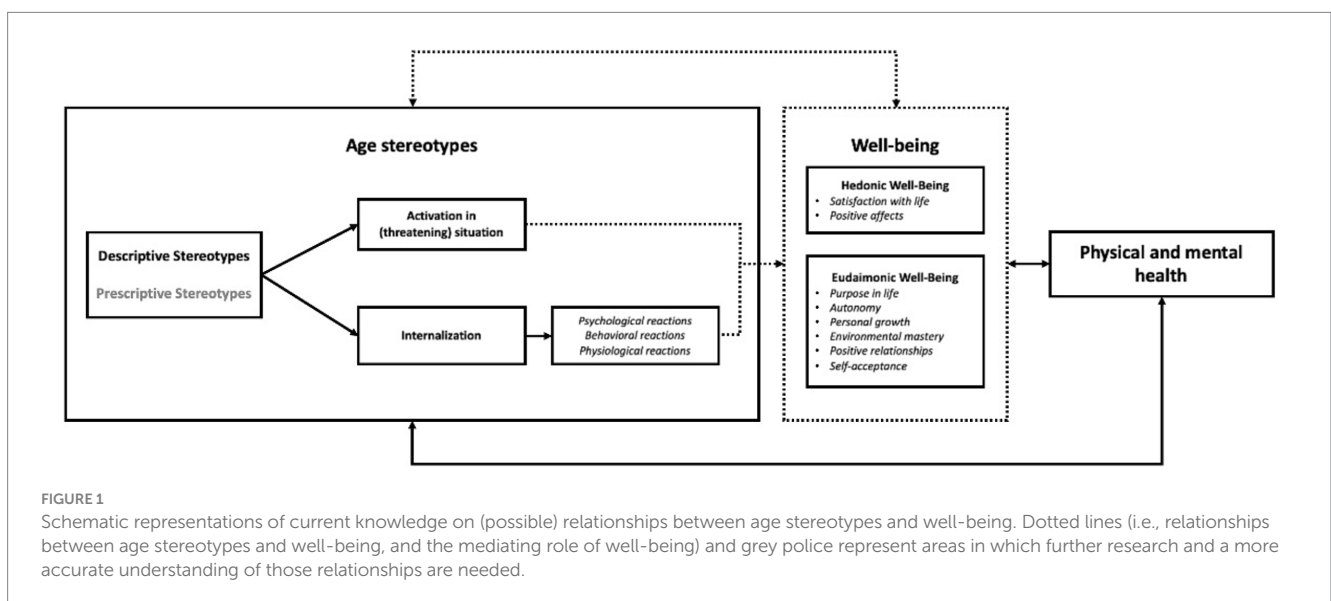 Age stereotypes
Descriptive Stereotypes
Prescriptive Stereotypes
Activation in
(threatening) situation
Internalization
Psychological reactions
Behavioral reactions
Physiological reactions
Well-being
Hedonic Well-Being
• Satisfaction with life
• Positive affects
Eudaimonic Well-Being
• Purpose in life
• Autonomy
• Personal growth
• Environmental mastery
• Positive relationships
• Self-acceptance
Physical and mental
health
FIGURE 1
Schematic representations of current knowledge on (possible) relationships between age stereotypes and well-being. Dotted lines (i.e., relationships
between age stereotypes and well-being, and the mediating role of well-being) and grey police represent areas in which further research and a more
accurate understanding of those relationships are needed.